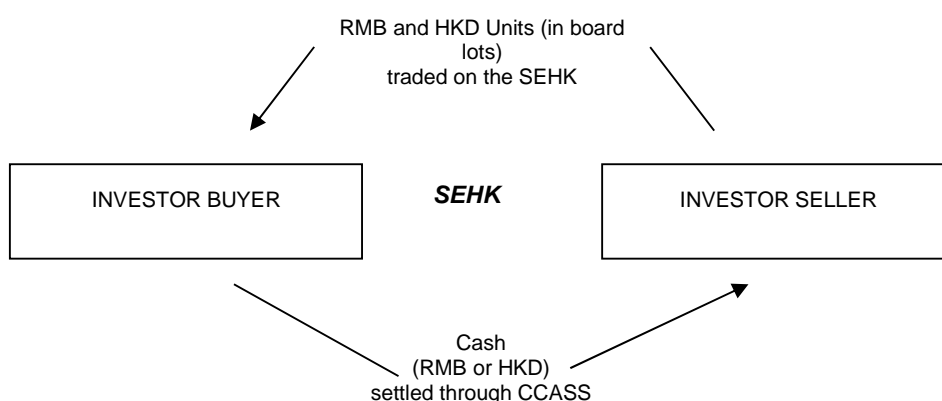 RMB and HKD Units (in board
lots)
traded on the SEHK
INVESTOR BUYER
SEHK
INVESTOR SELLER
Cash
(RMB or HKD)
settled through CCASS